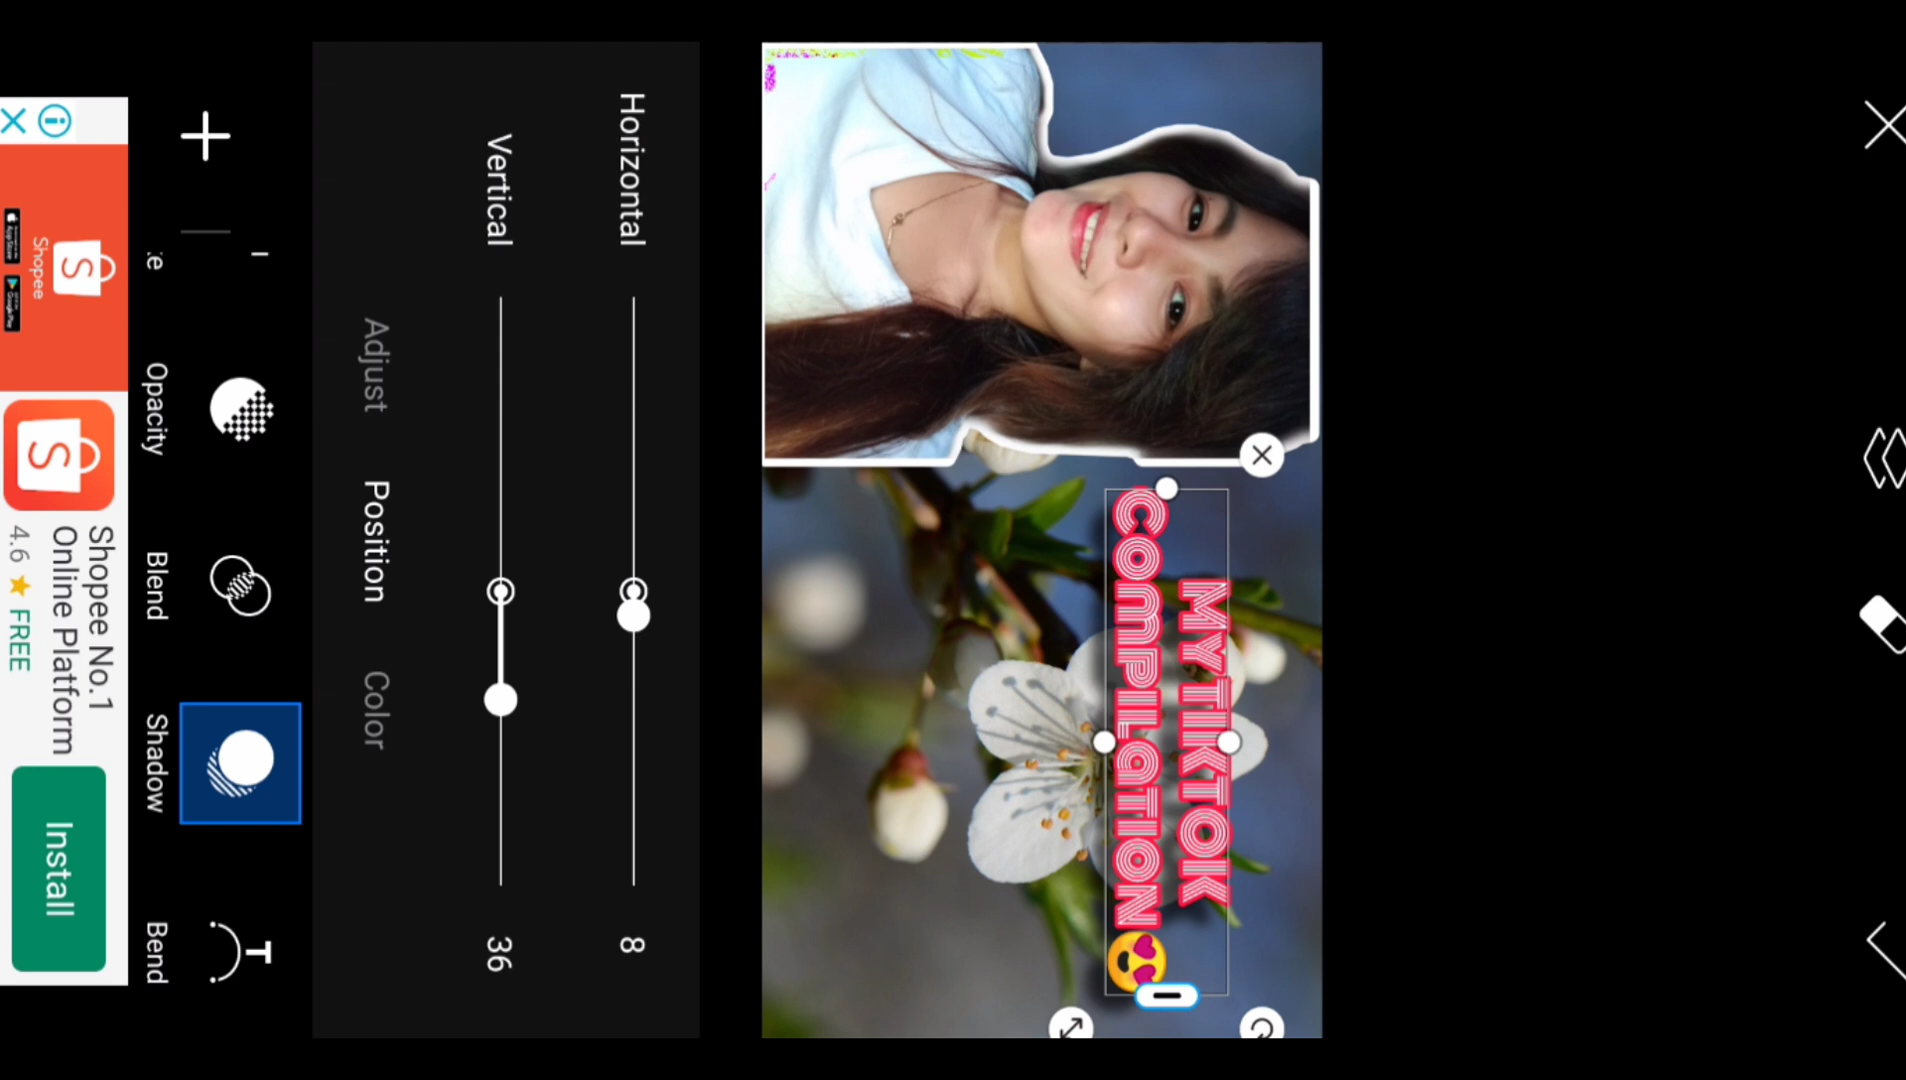 MY TIKTOK
COMPILATION😍
Horizontal
8
Vertical
36
Adjust
Position
Color
Opacity
Blend
Shadow
Bend
Shopee
Shopee No.1
Online Platform
4.6 ★ FREE
Install